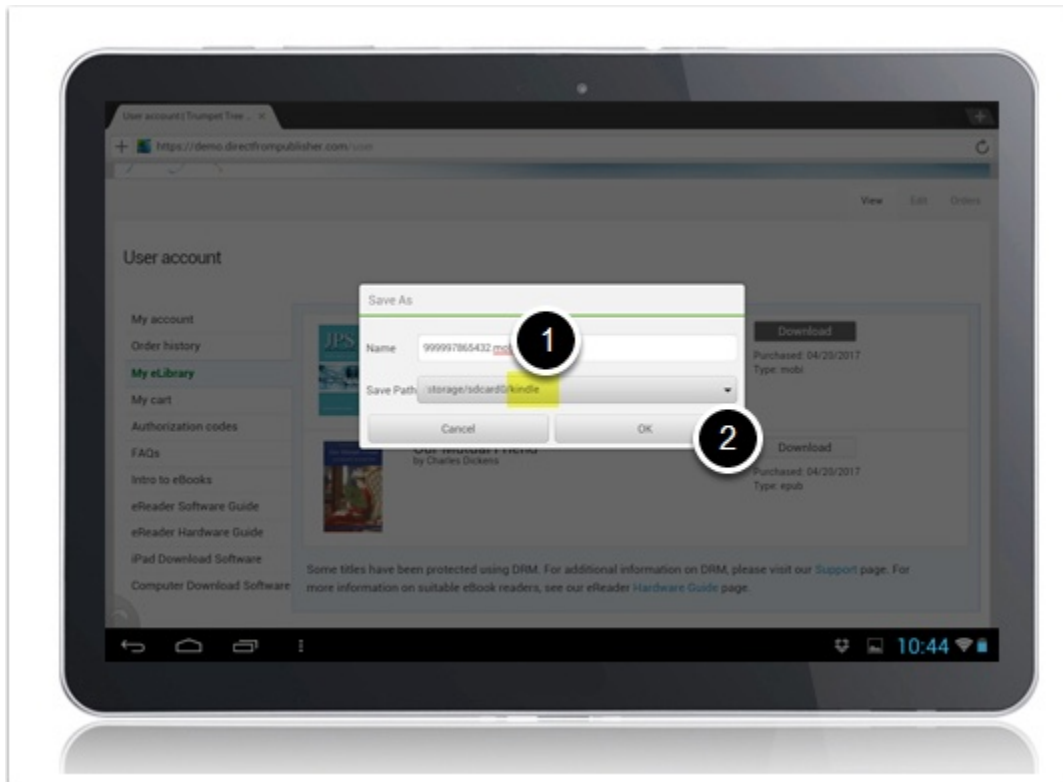 User account | Trumpet Tree ...
https://demo.directfrompublisher.com/user
View Edit Orders
User account
My account
Order history
My eLibrary
My cart
Authorization codes
FAQs
Intro to eBooks
eReader Software Guide
eReader Hardware Guide
iPad Download Software
Computer Download Software
JPS
Save As
Name 999997865432.mob
1
Save Path /storage/sdcard0/kindle
Cancel OK
2
Download
Purchased: 04/20/2017
Type: mobi
Our Mutual Friend
by Charles Dickens
Download
Purchased: 04/20/2017
Type: epub
Some titles have been protected using DRM. For additional information on DRM, please visit our Support page. For
more information on suitable eBook readers, see our eReader Hardware Guide page.
10:44